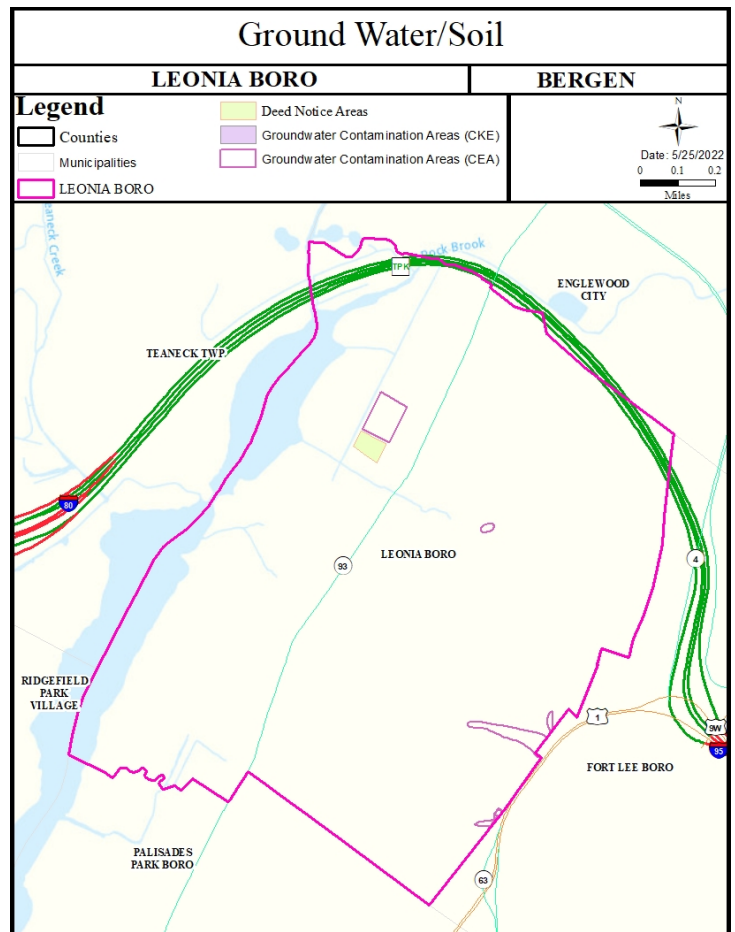 Ground Water/Soil
LEONIA BORO
BERGEN
Legend
Counties
Municipalities
LEONIA BORO
Deed Notice Areas
Groundwater Contamination Areas (CKE)
Groundwater Contamination Areas (CEA)
N
Date: 5/25/2022
0 0.1 0.2
Miles
eaneck Creek
Rock Brook
TPK
ENGLEWOOD
CITY
TEANECK TWP
80
LEONIA BORO
93
4
RIDGEFIELD
PARK
VILLAGE
1
9W
95
FORT LEE BORO
PALISADES
PARK BORO
63